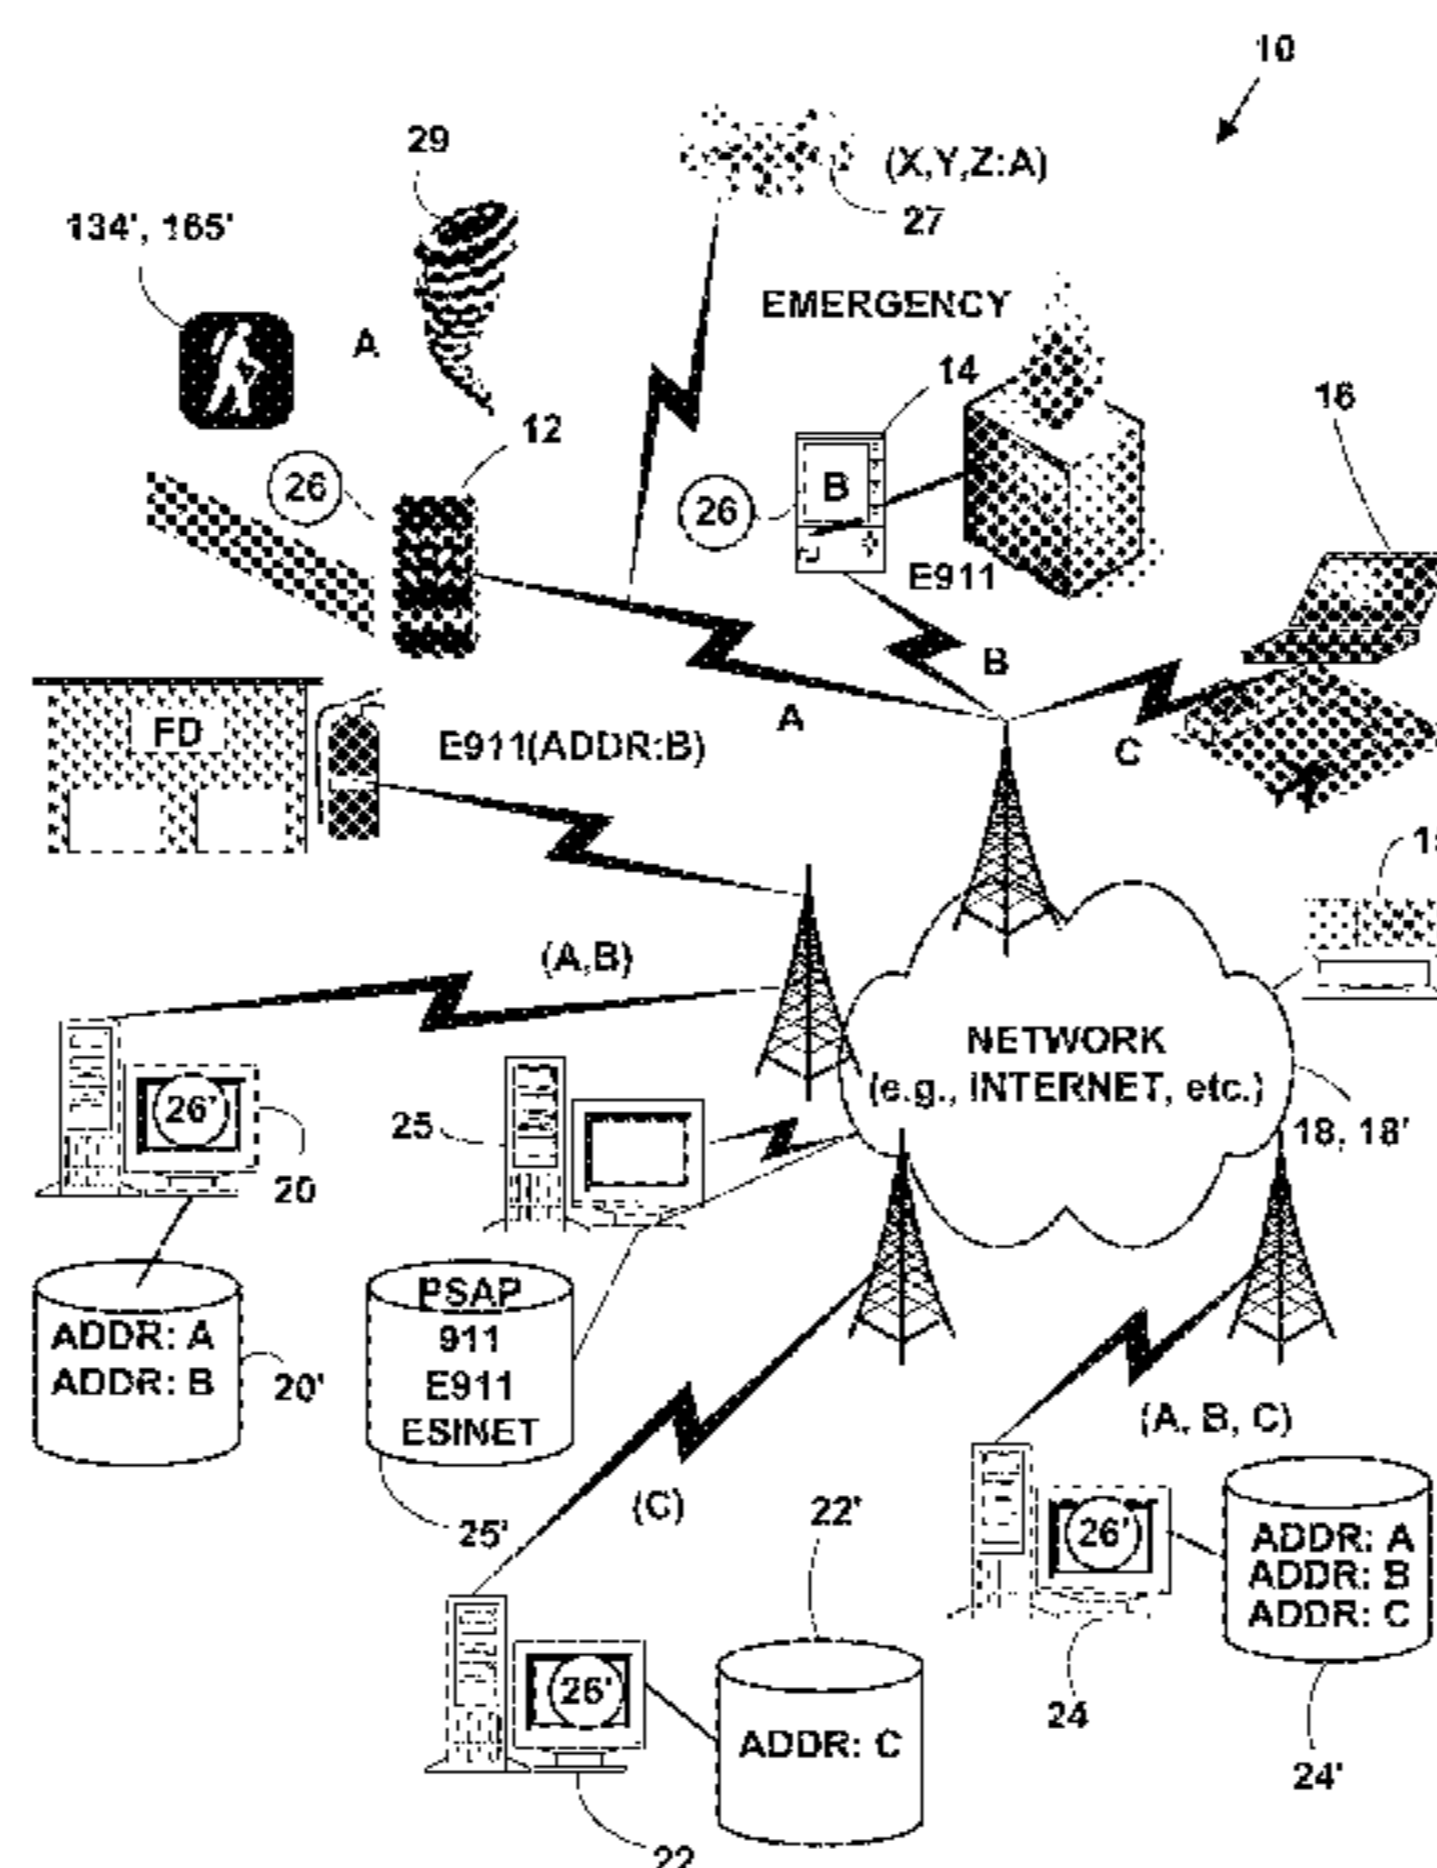 10
29
(X,Y,Z:A)
27
134', 165'
EMERGENCY
A
14
16
12
26
26
B
E911
B
A
C
FD
E911(ADDR:B)
(A,B)
NETWORK
(e.g., INTERNET, etc.)
26'
25
18, 18'
20
PSAP
911
E911
ESINET
ADDR: A
ADDR: B
20'
(A, B, C)
(C)
25'
22'
26'
ADDR: A
ADDR: B
ADDR: C
26'
24
ADDR: C
24'
22